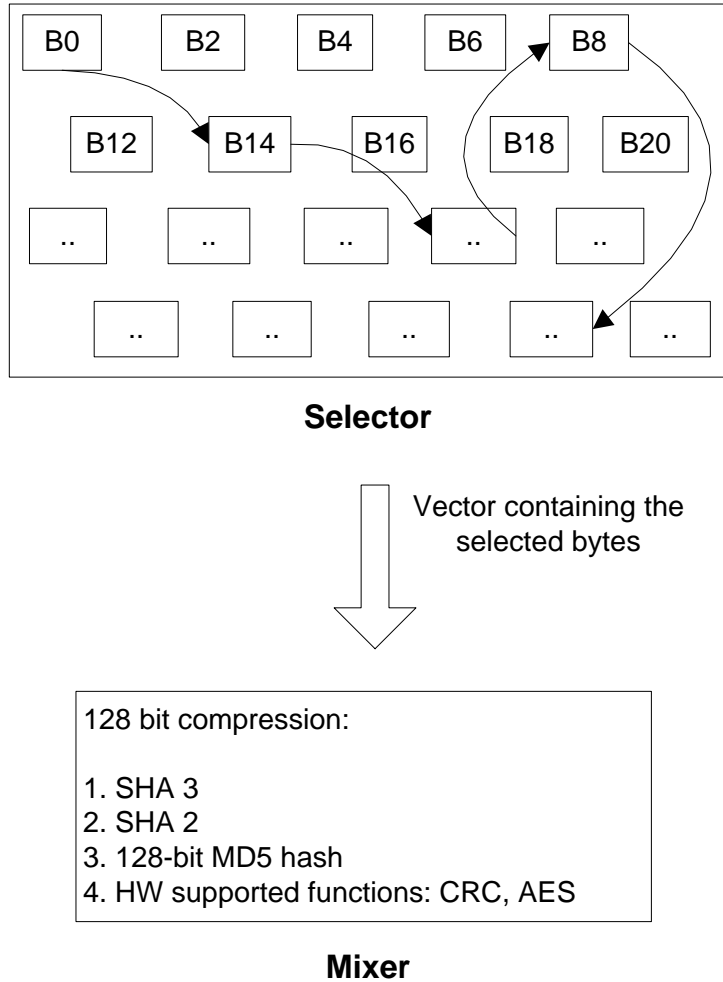 B0 B2 B4 B6 B8
B12 B14 B16 B18 B20
.. .. .. .. ..
.. .. .. .. ..
Selector
Vector containing the
selected bytes
128 bit compression:
1. SHA 3
2. SHA 2
3. 128-bit MD5 hash
4. HW supported functions: CRC, AES
Mixer